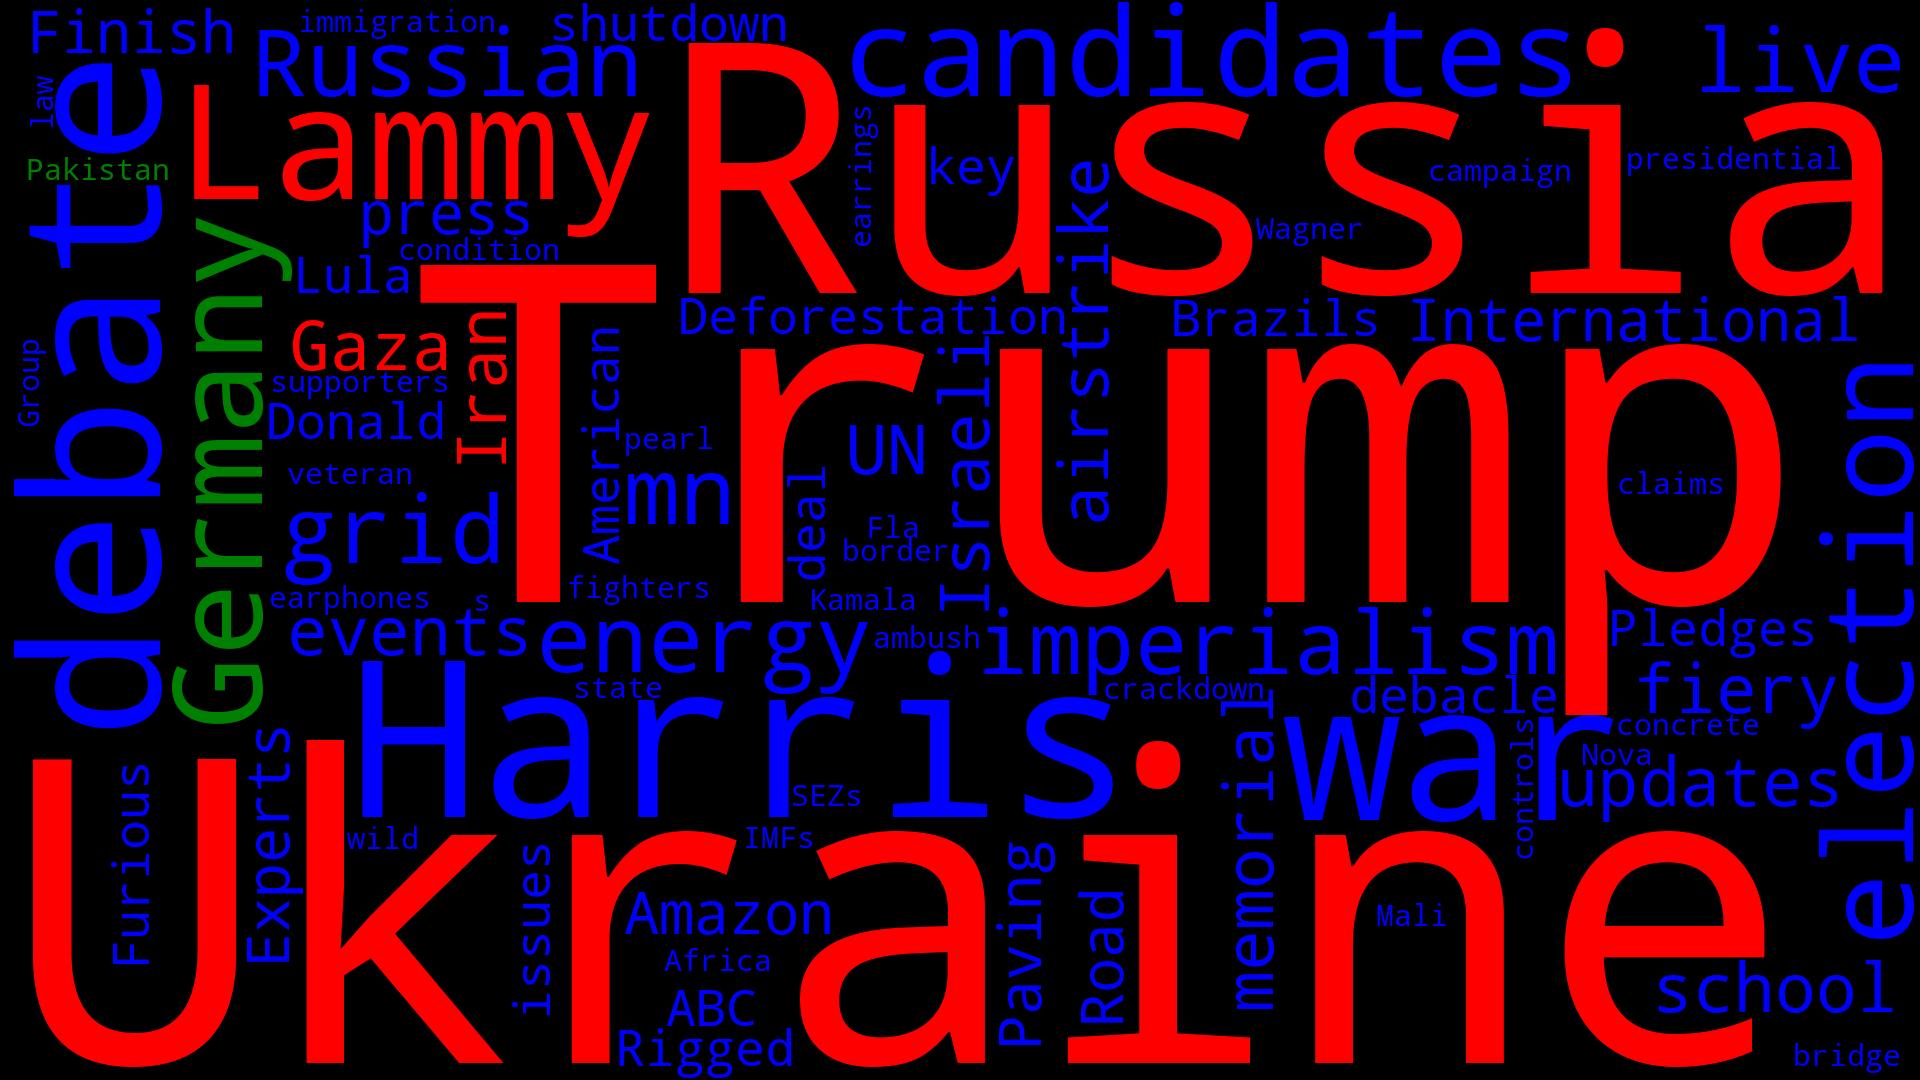 Finish
immigration
shutdown
candidates
live
Russian
law
debate
Lammy
Russia
Pakistan
earrings
key
campaign
presidential
press
Wagner
condition
airstrike
Germany
Lula
Trump
Deforestation
Brazils
International
Gaza
Iran
American
Israeli
Group
supporters
Donald
pearl
UN
election
veteran
mn
deal
claims
grid
Fla
border
fighters
earphones
s
Kamala
events
energy
ambush
imperialism
Pledges
state
crackdown
debacle
fiery
Harris
war
concrete
controls
Nova
updates
Experts
memorial
Furious
SEZs
Ukraine
wild
IMFs
issues
Paving
Road
Amazon
Mali
Africa
school
ABC
Rigged
bridge